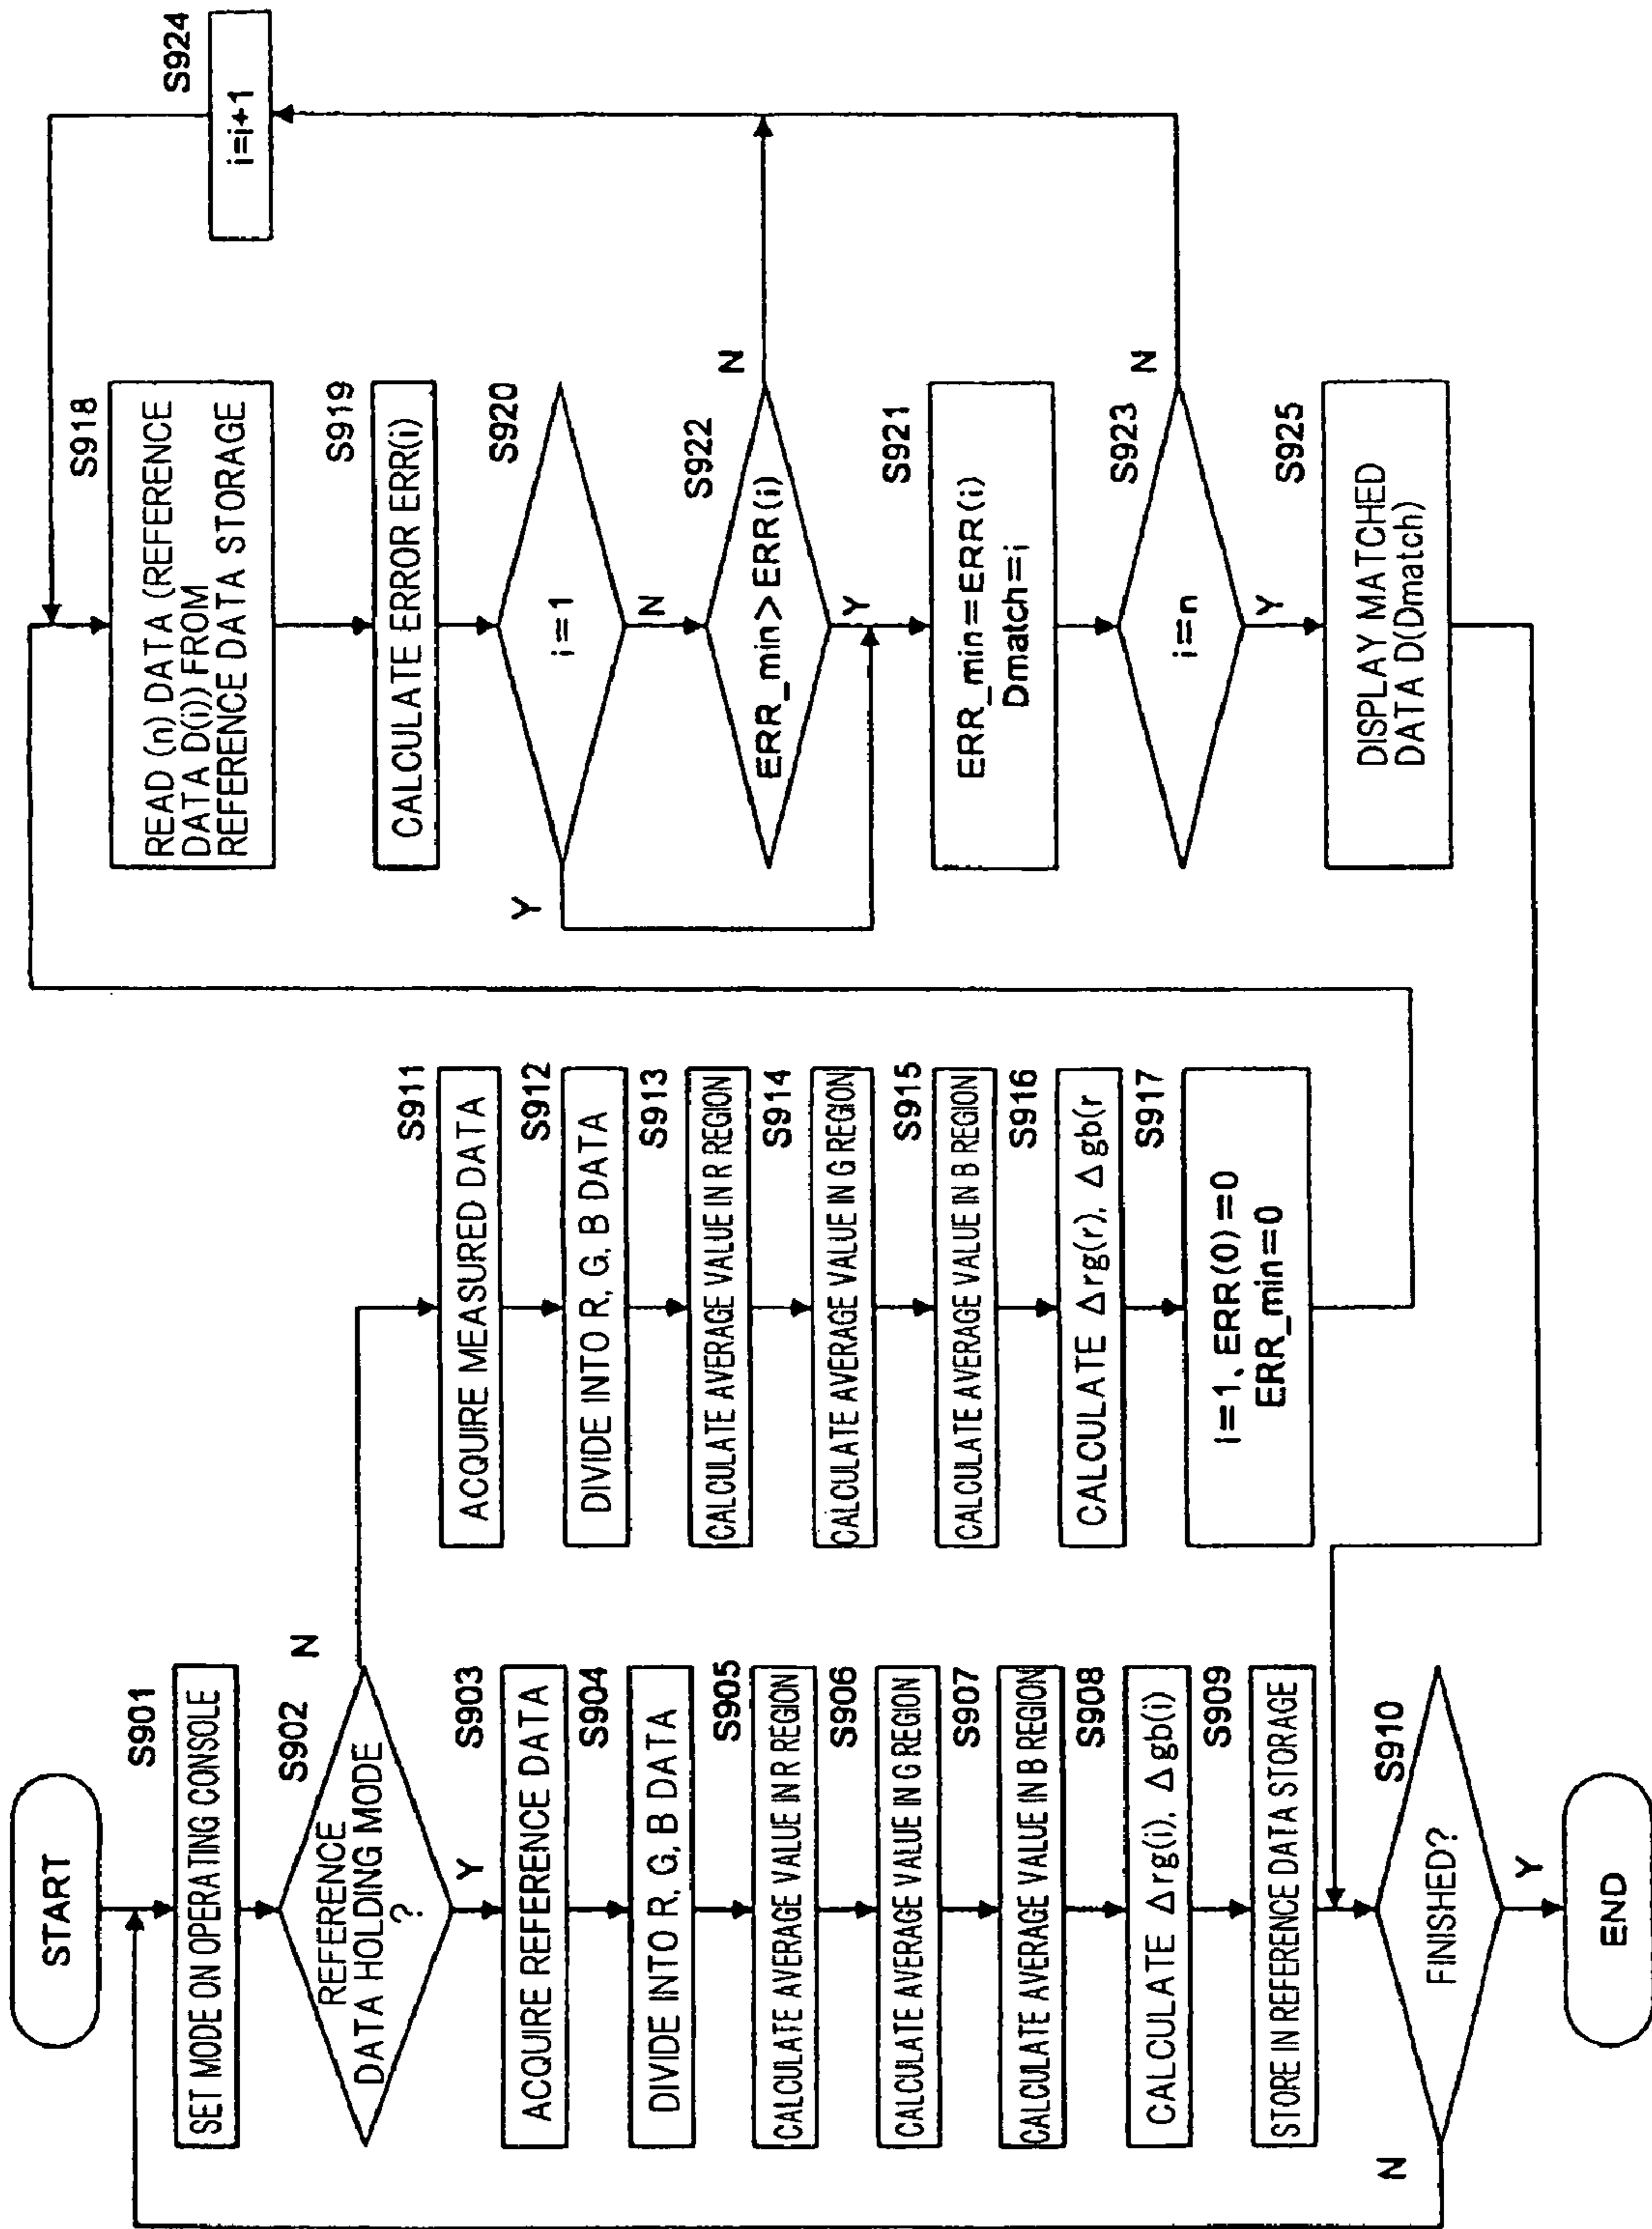 START
S901
SET MODE ON OPERATING CONSOLE
S902
REFERENCE
DATA HOLDING MODE
?
N
Y
S903
ACQUIRE REFERENCE DATA
S904
DIVIDE INTO R, G, B DATA
S905
CALCULATE AVERAGE VALUE IN R REGION
S906
CALCULATE AVERAGE VALUE IN G REGION
S907
CALCULATE AVERAGE VALUE IN B REGION
S908
CALCULATE Δrg(i), Δgb(i)
S909
STORE IN REFERENCE DATA STORAGE
S910
FINISHED?
N
Y
END
S911
ACQUIRE MEASURED DATA
S912
DIVIDE INTO R, G, B DATA
S913
CALCULATE AVERAGE VALUE IN R REGION
S914
CALCULATE AVERAGE VALUE IN G REGION
S915
CALCULATE AVERAGE VALUE IN B REGION
S916
CALCULATE Δrg(r), Δgb(r
S917
i=1, ERR(0)=0
ERR_min=0
S918
READ (n) DATA (REFERENCE
DATA D(i)) FROM
REFERENCE DATA STORAGE
S919
CALCULATE ERROR ERR(i)
S920
i=1
Y
N
S922
ERR_min>ERR(i)
N
Y
S921
ERR_min=ERR(i)
Dmatch=i
S923
i=n
N
Y
S924
i=i+1
S925
DISPLAY MATCHED
DATA D(Dmatch)